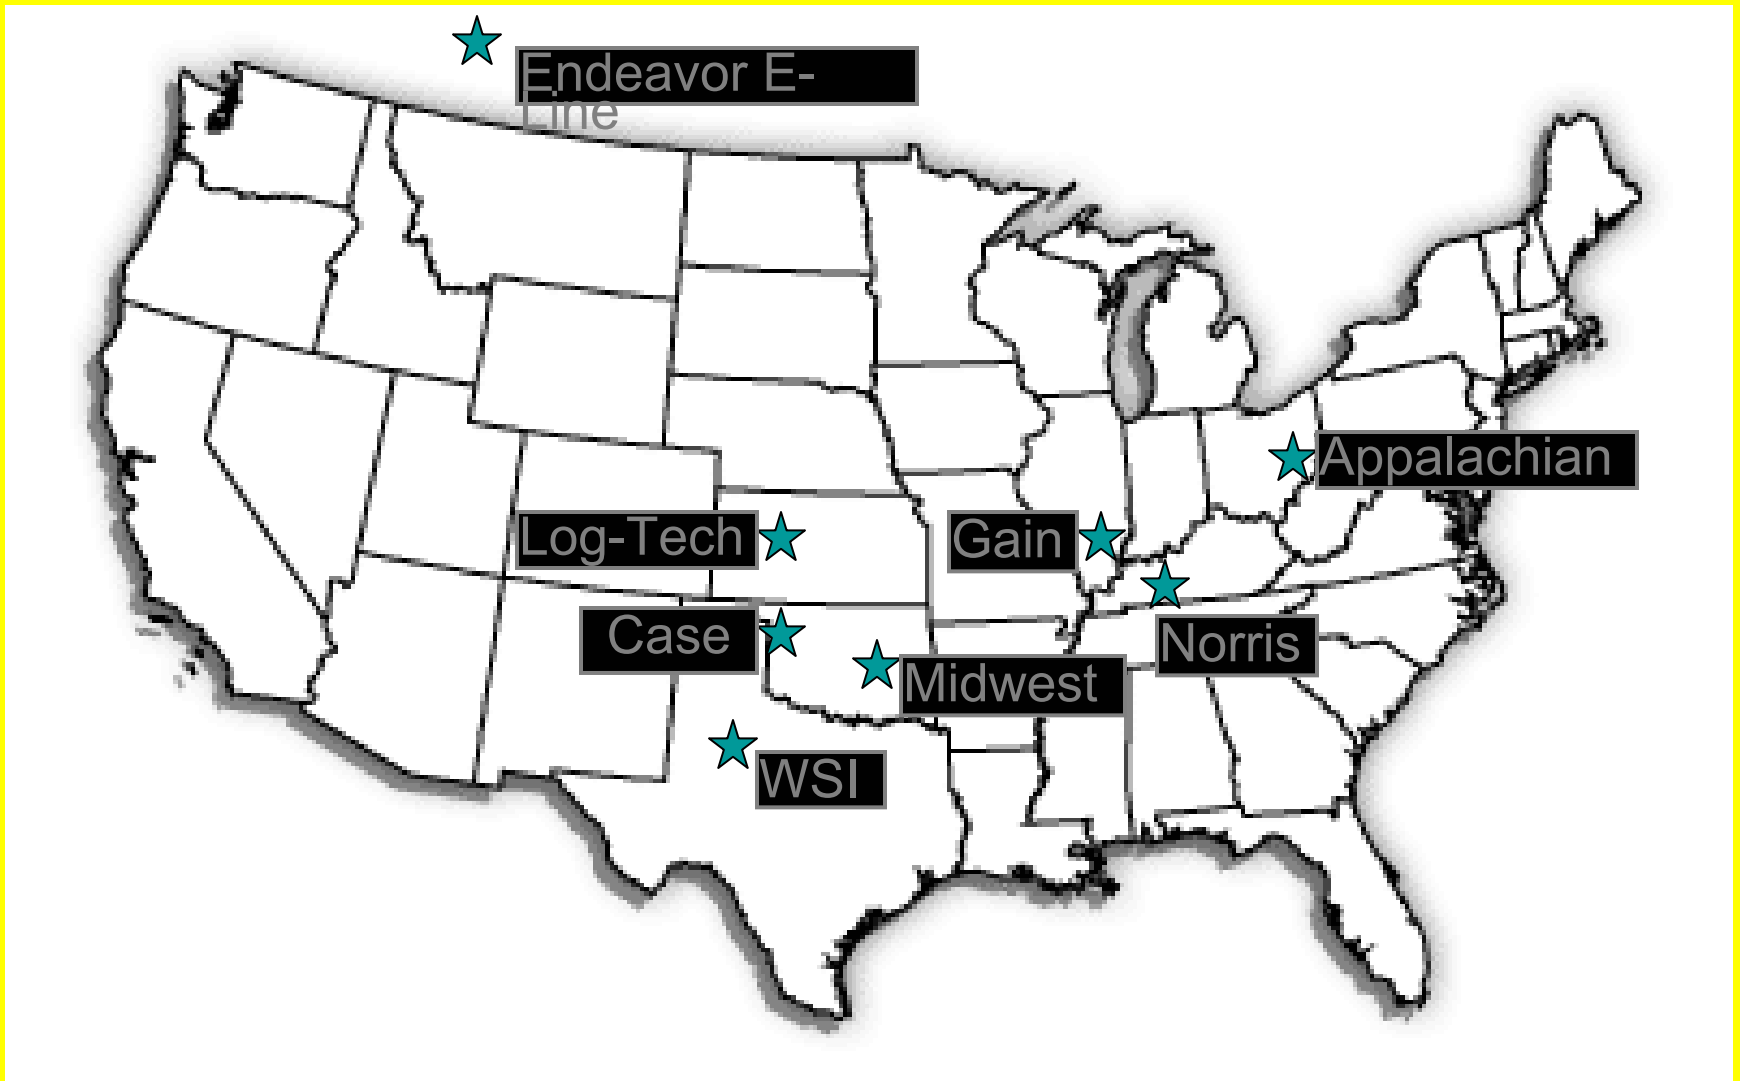 Endeavor E-
Line
Appalachian
Log-Tech
Gain
Case
Norris
Midwest
WSI